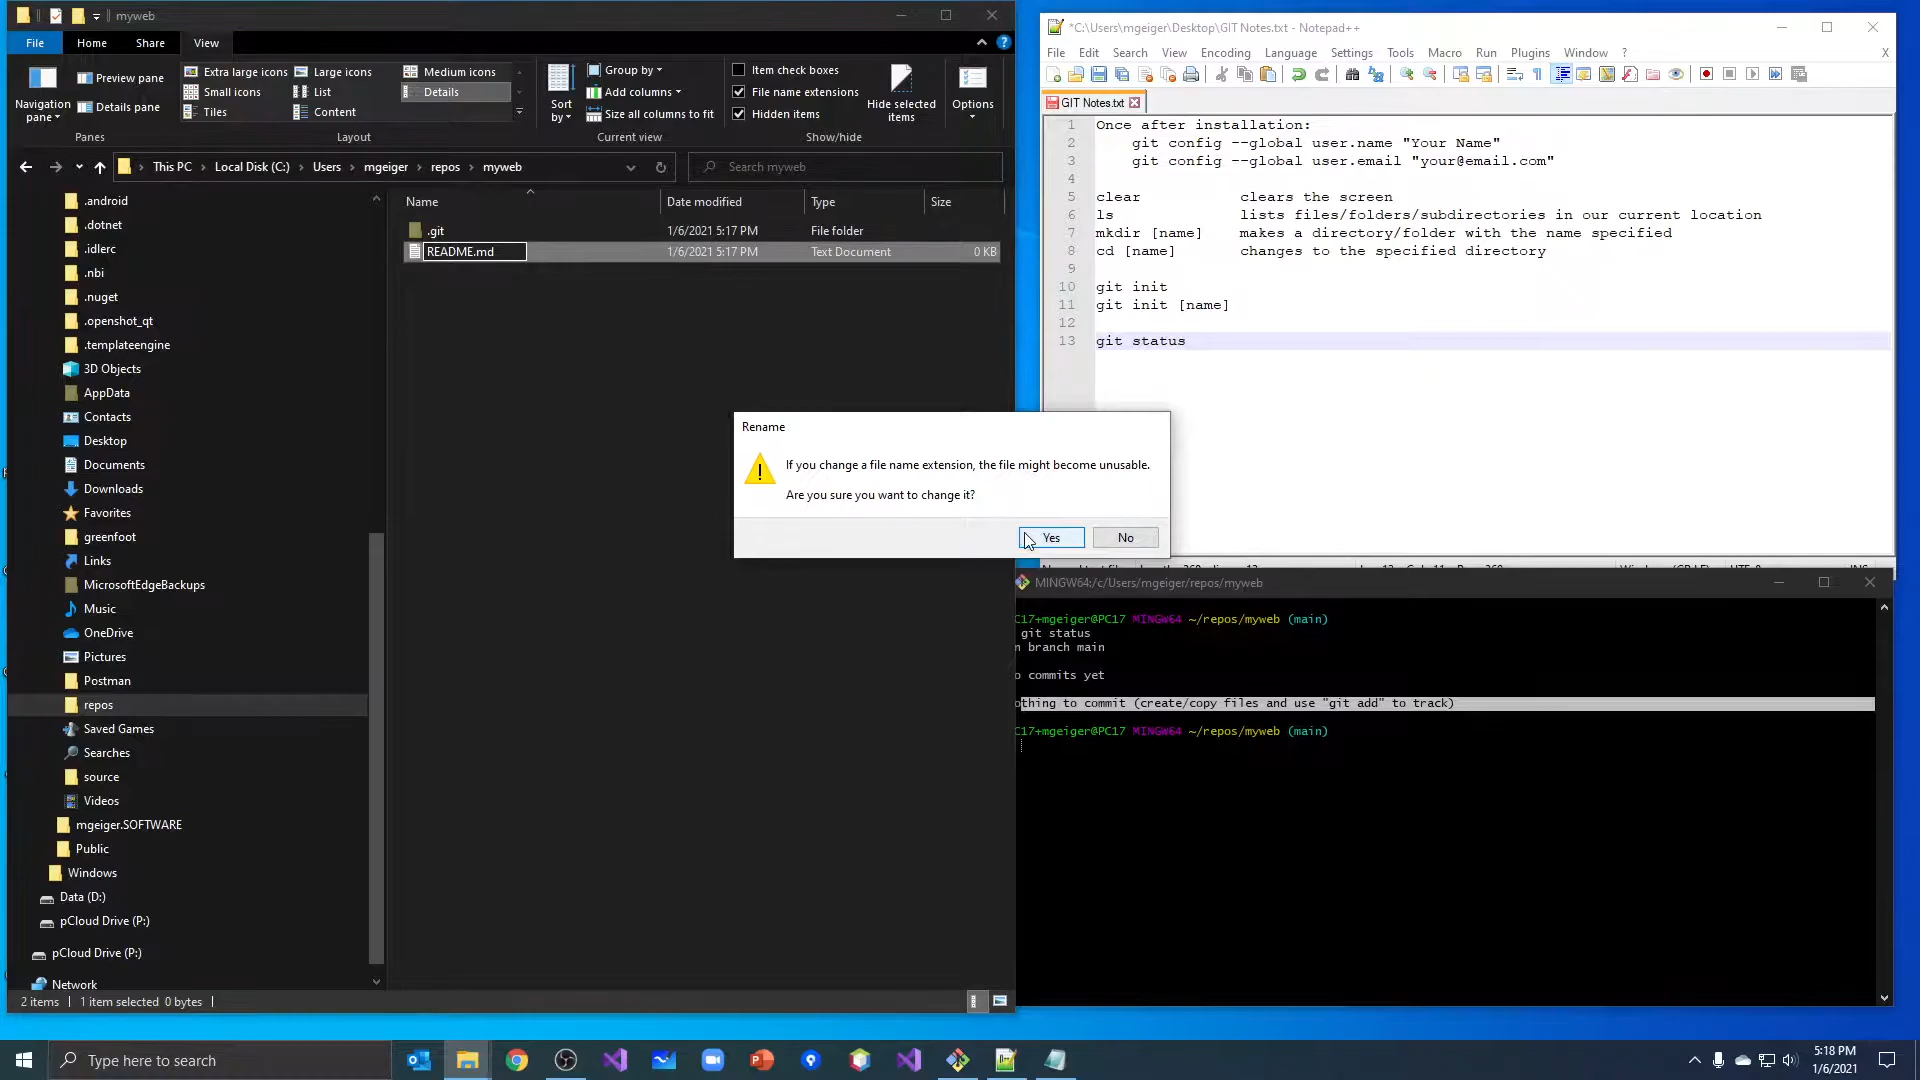 myweb
File
Home
Share
View
Navigation
pane
Preview pane
Details pane
Panes
Extra large icons
Large icons
Medium icons
Small icons
List
Details
Tiles
Content
Layout
Sort
by
Group by
Add columns
Size all columns to fit
Current view
Item check boxes
File name extensions
Hidden items
Hide selected
items
Show/hide
Options
This PC
Local Disk (C:)
Users
mgeiger
repos
myweb
Search myweb
.android
.dotnet
.idlerc
.nbi
.nuget
.openshot_qt
.templateengine
3D Objects
AppData
Contacts
Desktop
Documents
Downloads
Favorites
greenfoot
Links
MicrosoftEdgeBackups
Music
OneDrive
Pictures
Postman
repos
Saved Games
Searches
source
Videos
mgeiger.SOFTWARE
Public
Windows
Data (D:)
pCloud Drive (P:)
pCloud Drive (P:)
Network
Name Date modified Type Size
.git 1/6/2021 5:17 PM File folder
README.md 1/6/2021 5:17 PM Text Document 0 KB
2 items 1 item selected 0 bytes
Rename
If you change a file name extension, the file might become unusable.
Are you sure you want to change it?
Yes No
*C:\Users\mgeiger\Desktop\GIT Notes.txt - Notepad++
File Edit Search View Encoding Language Settings Tools Macro Run Plugins Window ? X
GIT Notes.txt
1 Once after installation:
2 git config --global user.name "Your Name"
3 git config --global user.email "your@email.com"
4
5 clear clears the screen
6 ls lists files/folders/subdirectories in our current location
7 mkdir [name] makes a directory/folder with the name specified
8 cd [name] changes to the specified directory
9
10 git init
11 git init [name]
12
13 git status
MINGW64:/c/Users/mgeiger/repos/myweb
C17+mgeiger@PC17 MINGW64 ~/repos/myweb (main)
git status
n branch main
o commits yet
othing to commit (create/copy files and use "git add" to track)
C17+mgeiger@PC17 MINGW64 ~/repos/myweb (main)
Type here to search
5:18 PM
1/6/2021